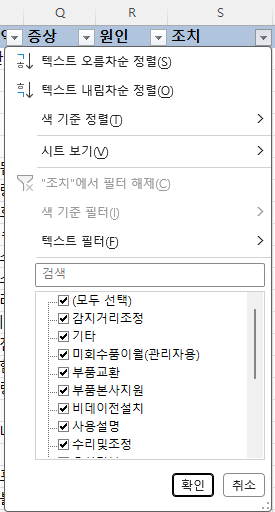 Q R S
증상 원인 조치
텍스트 오름차순 정렬(S)
텍스트 내림차순 정렬(O)
색 기준 정렬(T)
시트 보기(V)
"조치"에서 필터 해제(C)
색 기준 필터(I)
텍스트 필터(F)
검색
(모두 선택)
감지거리조정
기타
미회수품이월(관리자용)
부품교환
부품본사지원
비데이전설치
사용설명
수리및조정
확인 취소